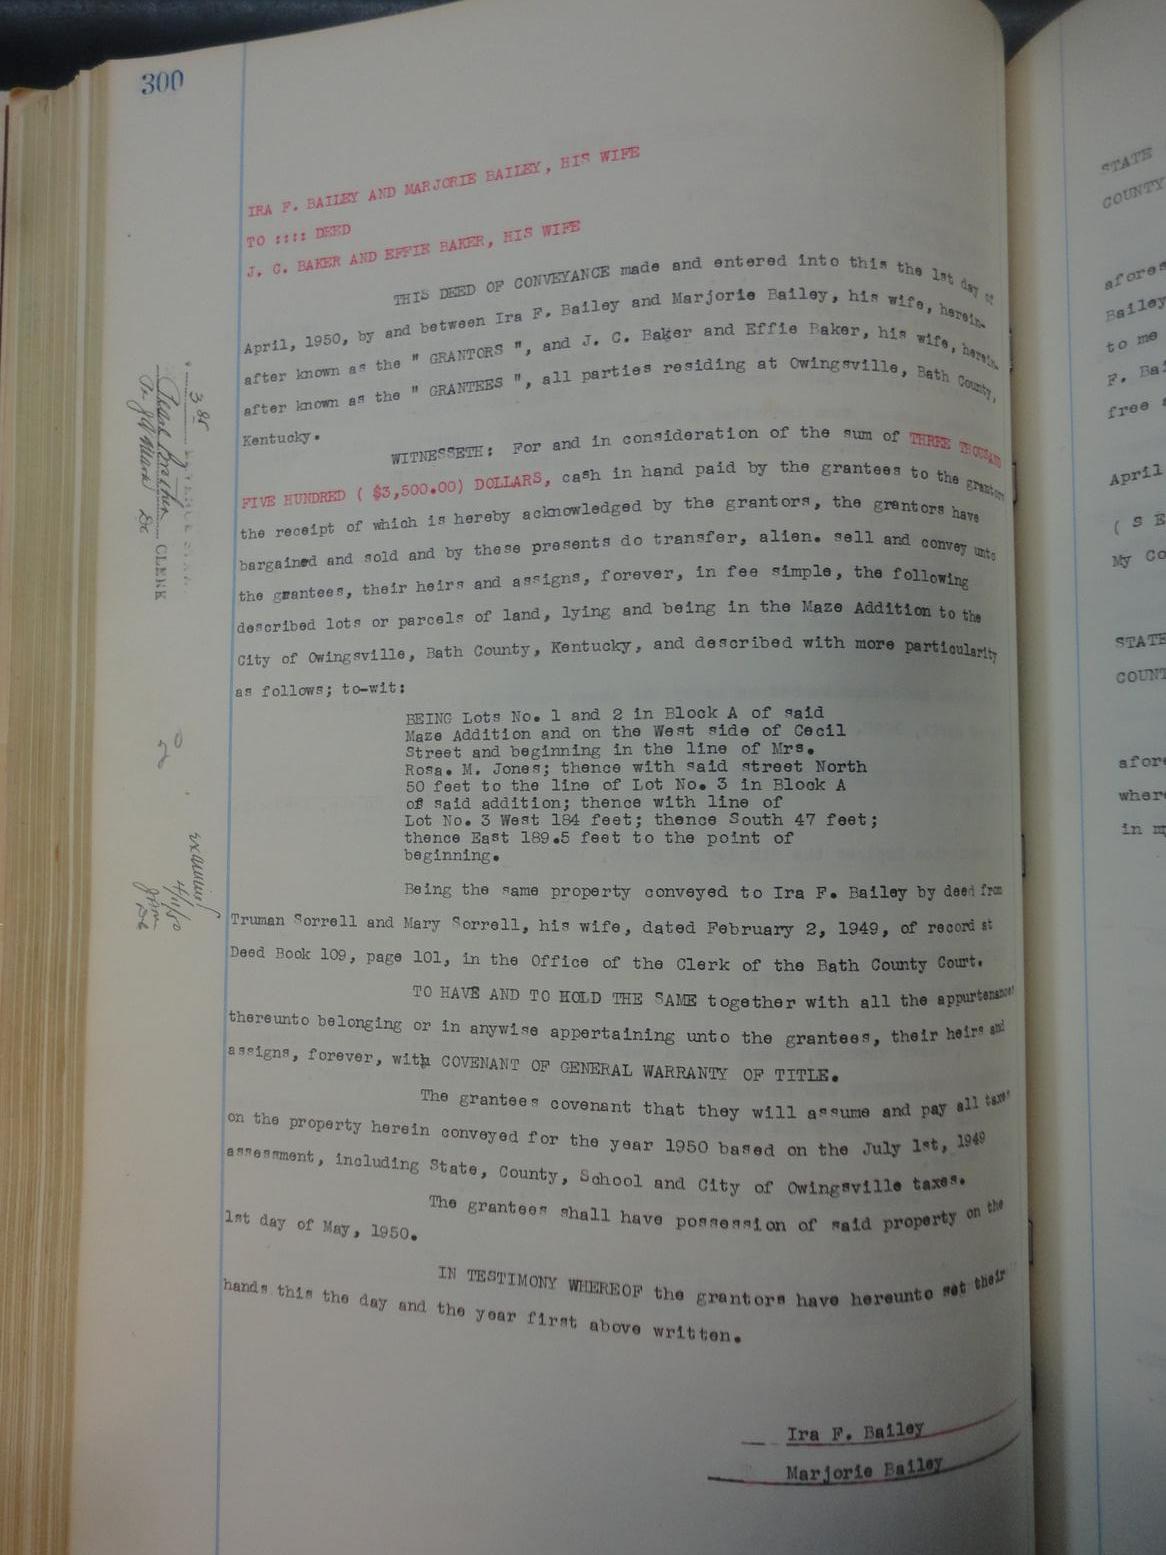 300
IRA F. BAILEY AND MARJORIE BAILEY, HIS WIFE
TO :::: DEED
J. C. BAKER AND EFFIE BAKER, HIS WIFE
THIS DEED OF CONVEYANCE made and entered into this the 1st day of
April, 1950, by and between Ira F. Bailey and Marjorie Bailey, his wife, herein-
after known as the " GRANTORS ", and J. C. Baker and Effie Baker, his wife, herein-
after known as the " GRANTEES ", all parties residing at Owingsville, Bath County,
Kentucky.
WITNESSETH: For and in consideration of the sum of THREE THOUSAND
FIVE HUNDRED ( $3,500.00) DOLLARS, cash in hand paid by the grantees to the grantors
the receipt of which is hereby acknowledged by the grantors, the grantors have
bargained and sold and by these presents do transfer, alien. sell and convey unto
the grantees, their heirs and assigns, forever, in fee simple, the following
described lots or parcels of land, lying and being in the Maze Addition to the
City of Owingsville, Bath County, Kentucky, and described with more particularity
as follows; to-wit:
BEING Lots No. 1 and 2 in Block A of said
Maze Addition and on the West side of Cecil
Street and beginning in the line of Mrs.
Rosa. M. Jones; thence with said street North
50 feet to the line of Lot No. 3 in Block A
of said addition; thence with line of
Lot No. 3 West 184 feet; thence South 47 feet;
thence East 189.5 feet to the point of
beginning.
Being the same property conveyed to Ira F. Bailey by deed from
Truman Sorrell and Mary Sorrell, his wife, dated February 2, 1949, of record at
Deed Book 109, page 101, in the Office of the Clerk of the Bath County Court.
TO HAVE AND TO HOLD THE SAME together with all the appurtenances
thereunto belonging or in anywise appertaining unto the grantees, their heirs and
assigns, forever, with COVENANT OF GENERAL WARRANTY OF TITLE.
The grantees covenant that they will assume and pay all taxes
on the property herein conveyed for the year 1950 based on the July 1st, 1949
assessment, including State, County, School and City of Owingsville taxes.
The grantees shall have possession of said property on the
1st day of May, 1950.
IN TESTIMONY WHEREOF the grantors have hereunto set their
hands this the day and the year first above written.
Ira F. Bailey
Marjorie Bailey
3 85
CLERK
4/11/50
STATE
COUNTY
Bailey
to me
free
April
( S E
My Co
STATE
in